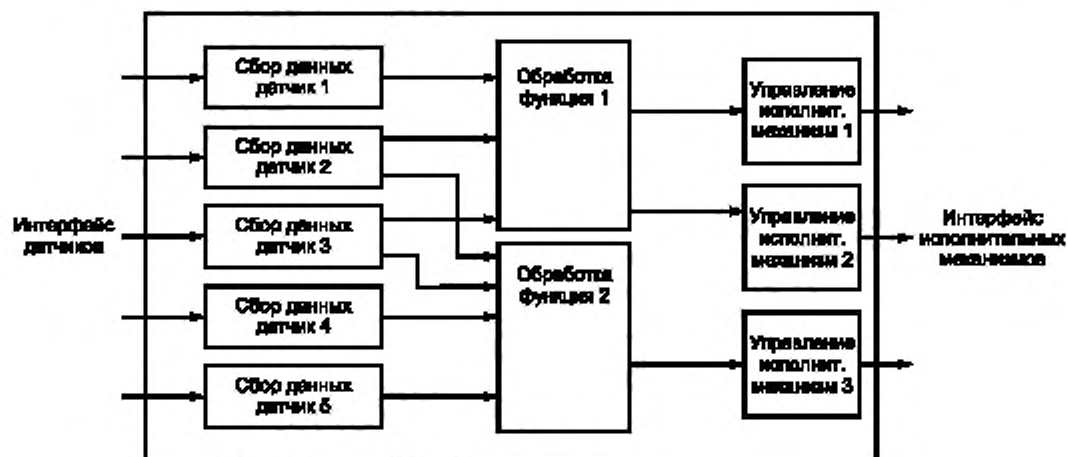 Сбор данных
датчик 1
Сбор данных
датчик 2
Интерфейс
датчиков
Сбор данных
датчик 3
Сбор данных
датчик 4
Сбор данных
датчик 5
Обработка
функция 1
Обработка
функция 2
Управление
исполнит.
механизм 1
Управление
исполнит.
механизм 2
Управление
исполнит.
механизм 3
Интерфейс
исполнительных
механизмов